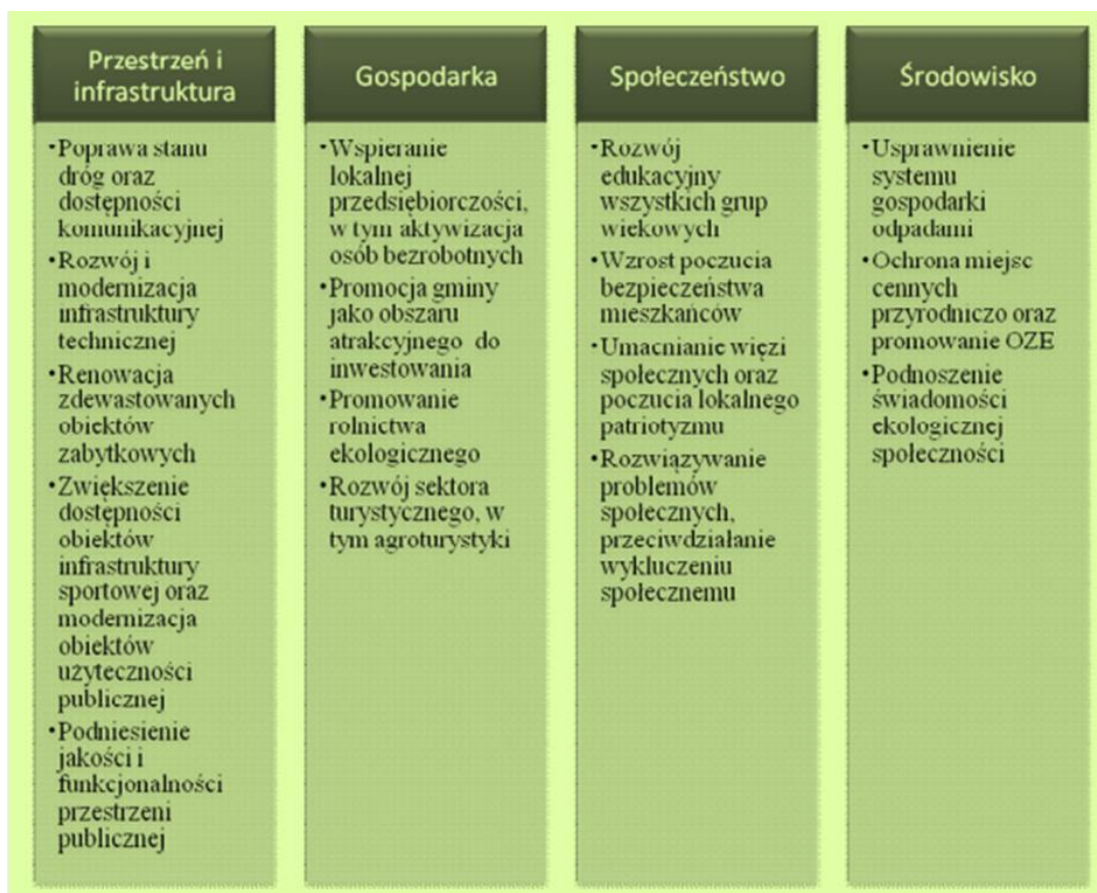 Przestrzeń i
infrastruktura
•Poprawa stanu
dróg oraz
dostępności
komunikacyjnej
•Rozwój i
modernizacja
infrastruktury
technicznej
•Renowacja
zdewastowanych
obiektów
zabytkowych
•Zwiększenie
dostępności
obiektów
infrastruktury
sportowej oraz
modernizacja
obiektów
użyteczności
publicznej
•Podniesienie
jakości i
funkcjonalności
przestrzeni
publicznej
Gospodarka
•Wspieranie
lokalnej
przedsiębiorczości,
w tym aktywizacja
osób bezrobotnych
•Promocja gminy
jako obszaru
atrakcyjnego do
inwestowania
•Promowanie
rolnictwa
ekologicznego
•Rozwój sektora
turystycznego, w
tym agroturystyki
Społeczeństwo
•Rozwój
edukacyjny
wszystkich grup
wiekowych
•Wzrost poczucia
bezpieczeństwa
mieszkańców
•Umacnianie więzi
społecznych oraz
poczucia lokalnego
patriotyzmu
•Rozwiązywanie
problemów
społecznych,
przeciwdziałanie
wykluczeniu
społecznemu
Środowisko
•Usprawnienie
systemu
gospodarki
odpadami
•Ochrona miejsc
cennych
przyrodniczo oraz
promowanie OZE
•Podnoszenie
świadomości
ekologicznej
społeczności